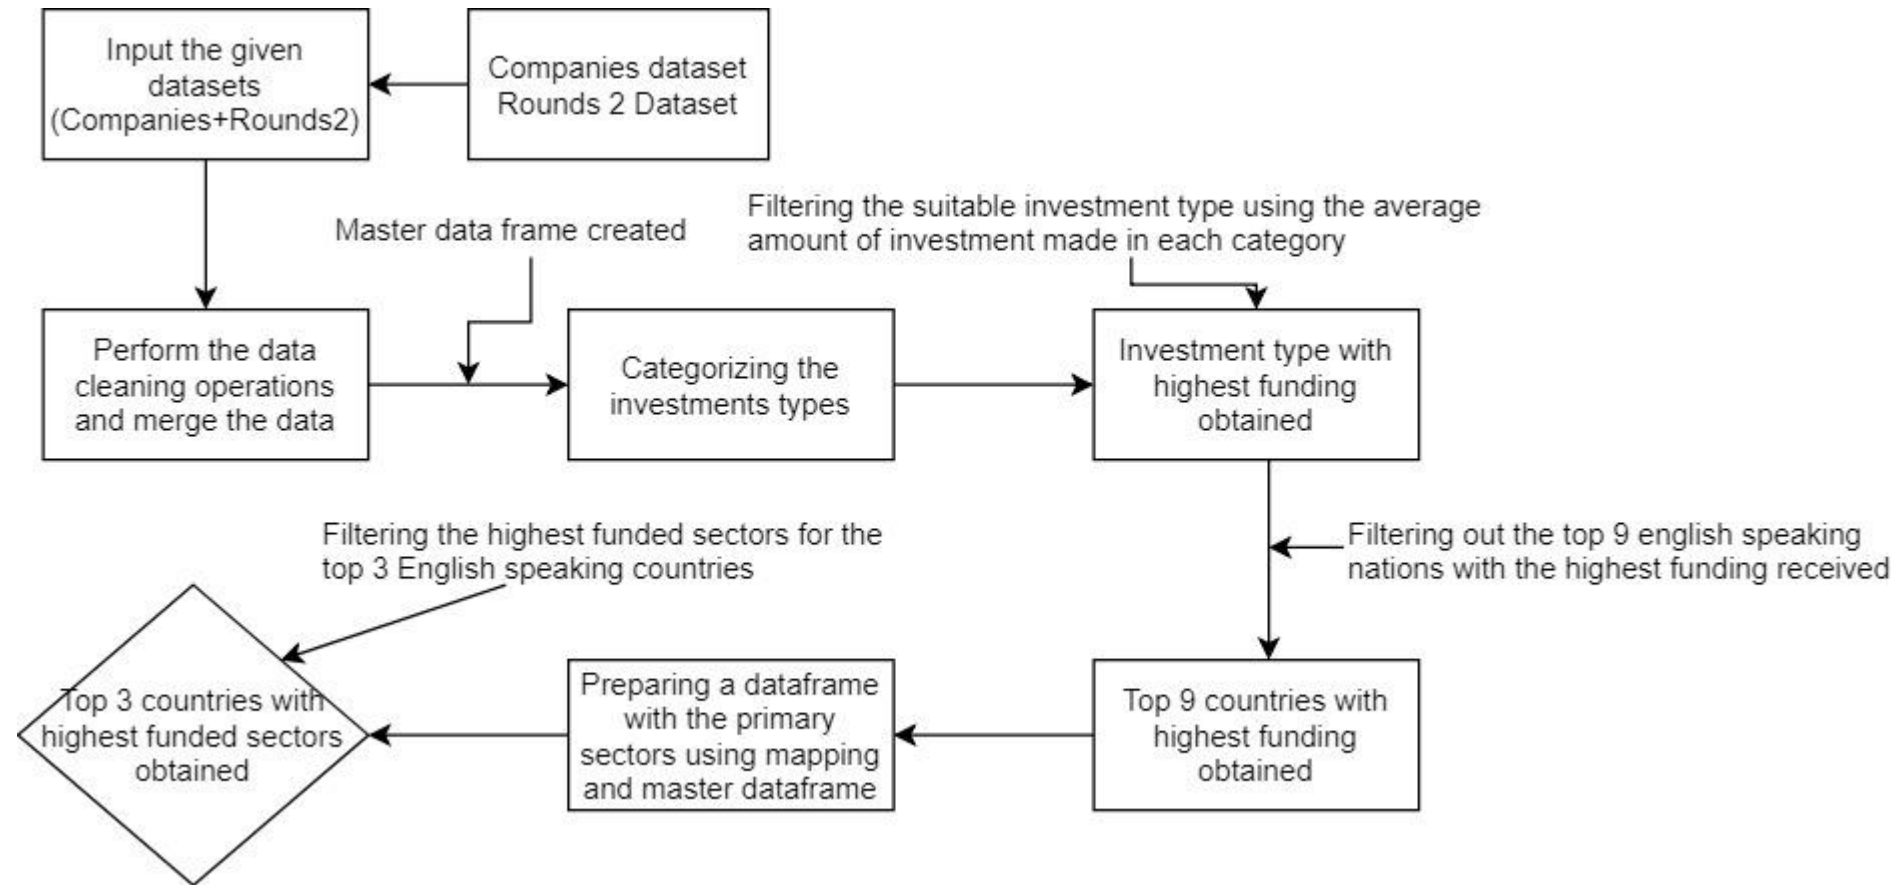 Input the given
datasets
(Companies+Rounds2)
Companies dataset
Rounds 2 Dataset
Master data frame created
Filtering the suitable investment type using the average
amount of investment made in each category
Perform the data
cleaning operations
and merge the data
Categorizing the
investments types
Investment type with
highest funding
obtained
Filtering out the top 9 english speaking
nations with the highest funding received
Top 9 countries with
highest funding
obtained
Preparing a dataframe
with the primary
sectors using mapping
and master dataframe
Filtering the highest funded sectors for the
top 3 English speaking countries
Top 3 countries with
highest funded sectors
obtained